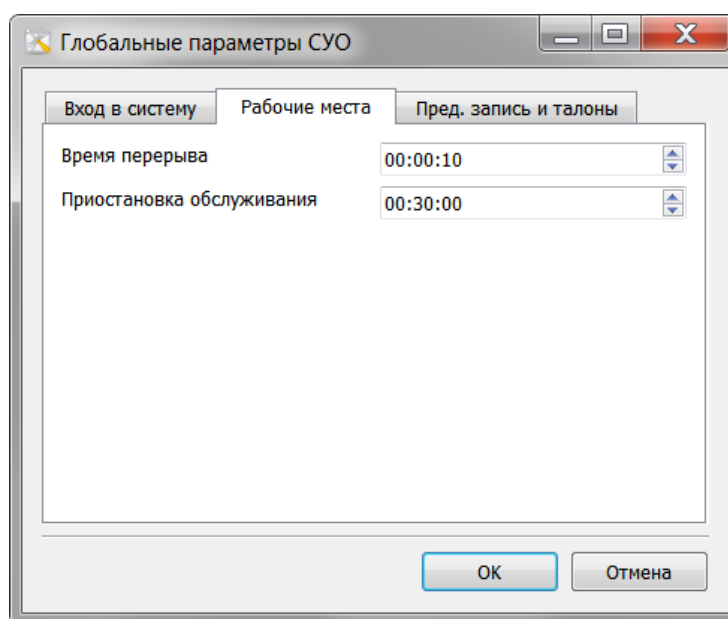 Глобальные параметры СУО
Вход в систему Рабочие места Пред. запись и талоны
Время перерыва 00:00:10
Приостановка обслуживания 00:30:00
ОК Отмена